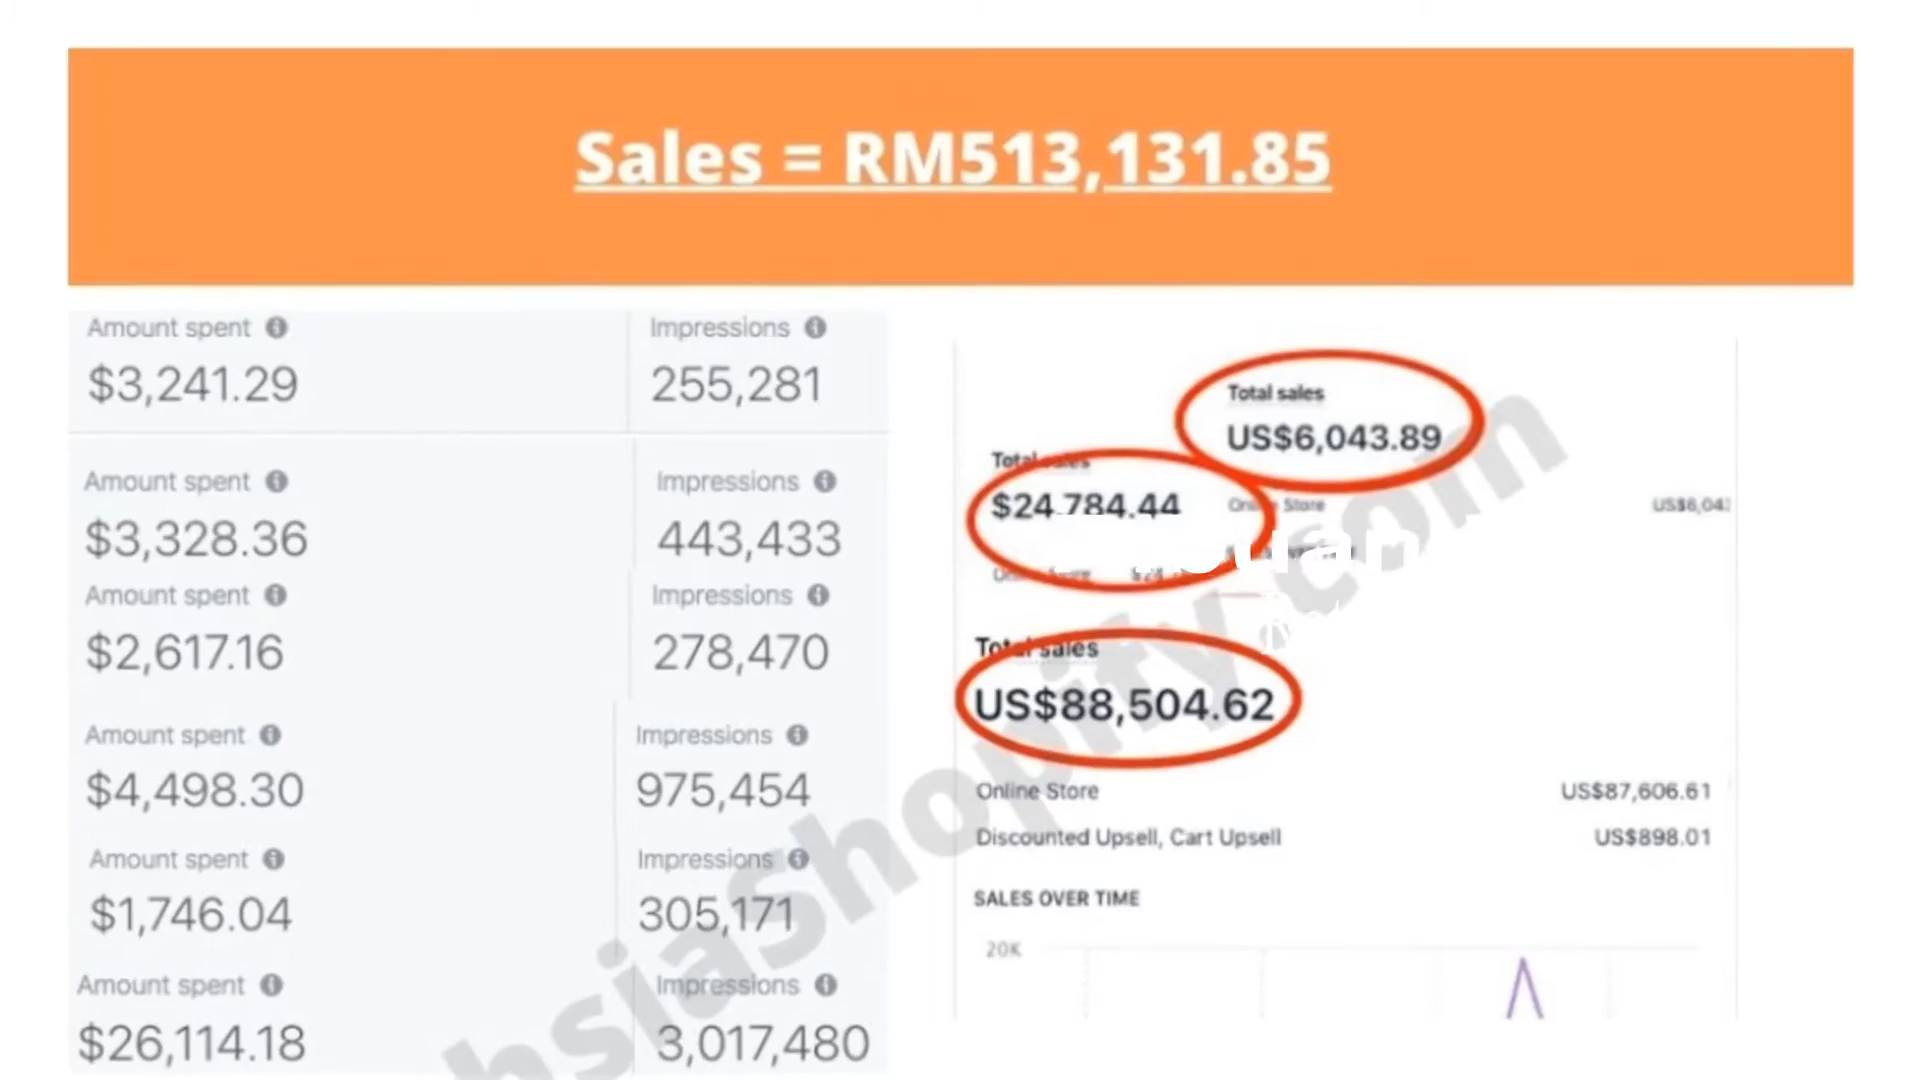 Sales = RM513,131.85
Amount spent Impressions
$3,241.29 255,281
Amount spent Impressions
$3,328.36 443,433
Amount spent Impressions
$2,617.16 278,470
Amount spent Impressions
$4,498.30 975,454
Amount spent Impressions
$1,746.04 305,171
Amount spent Impressions
$26,114.18 3,017,480
Total sales
US$6,043.89
Total sales
$24,784.44
Online Store
Total sales
US$88,504.62
Online Store US$87,606.61
Discounted Upsell, Cart Upsell US$898.01
SALES OVER TIME
20K